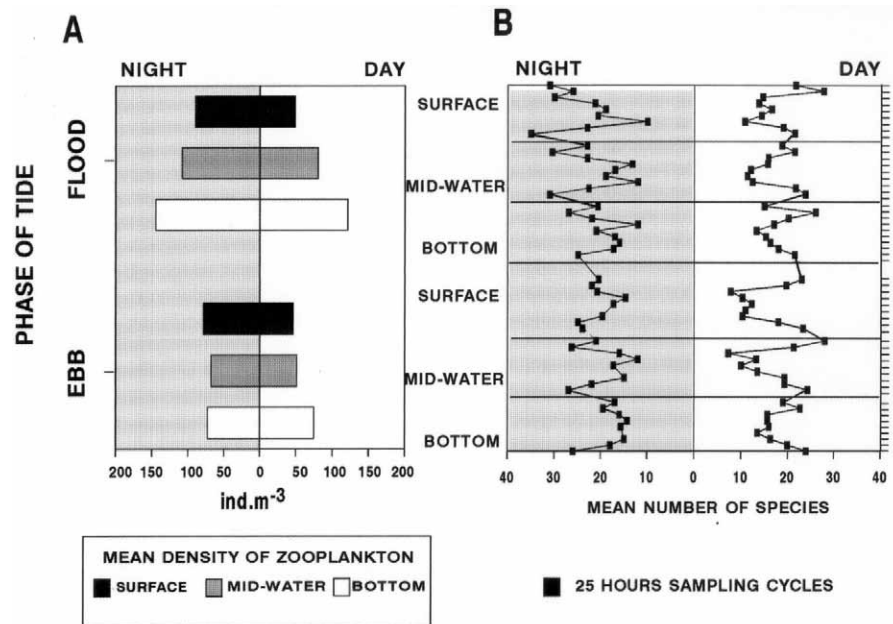 A
NIGHT DAY
PHASE OF TIDE
FLOOD
EBB
200 150 100 50 0 50 100 150 200
ind.m-3
MEAN DENSITY OF ZOOPLANKTON
SURFACE MID-WATER BOTTOM
B
NIGHT DAY
SURFACE
MID-WATER
BOTTOM
SURFACE
MID-WATER
BOTTOM
40 30 20 10 0 10 20 30 40
MEAN NUMBER OF SPECIES
25 HOURS SAMPLING CYCLES